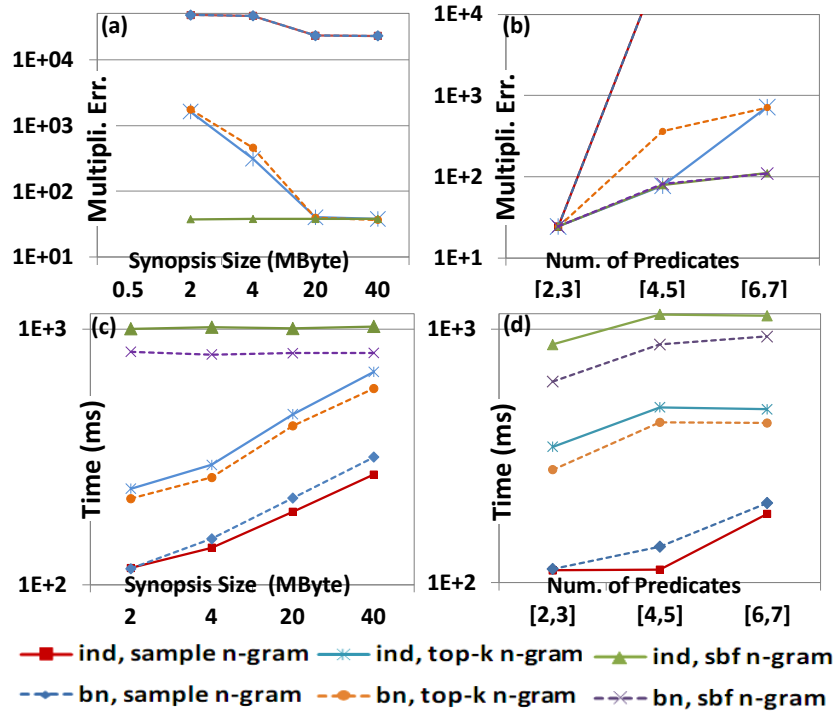 (a)
Multipli. Err.
1E+04
1E+03
1E+02
1E+01
Synopsis Size (MByte)
0.5 2 4 20 40
(b)
Multipli. Err.
1E+4
1E+3
1E+2
1E+1
Num. of Predicates
[2,3] [4,5] [6,7]
(c)
Time (ms)
1E+3
1E+2
Synopsis Size (MByte)
2 4 20 40
(d)
Time (ms)
1E+3
1E+2
Num. of Predicates
[2,3] [4,5] [6,7]
ind, sample n-gram ind, top-k n-gram ind, sbf n-gram
bn, sample n-gram bn, top-k n-gram bn, sbf n-gram